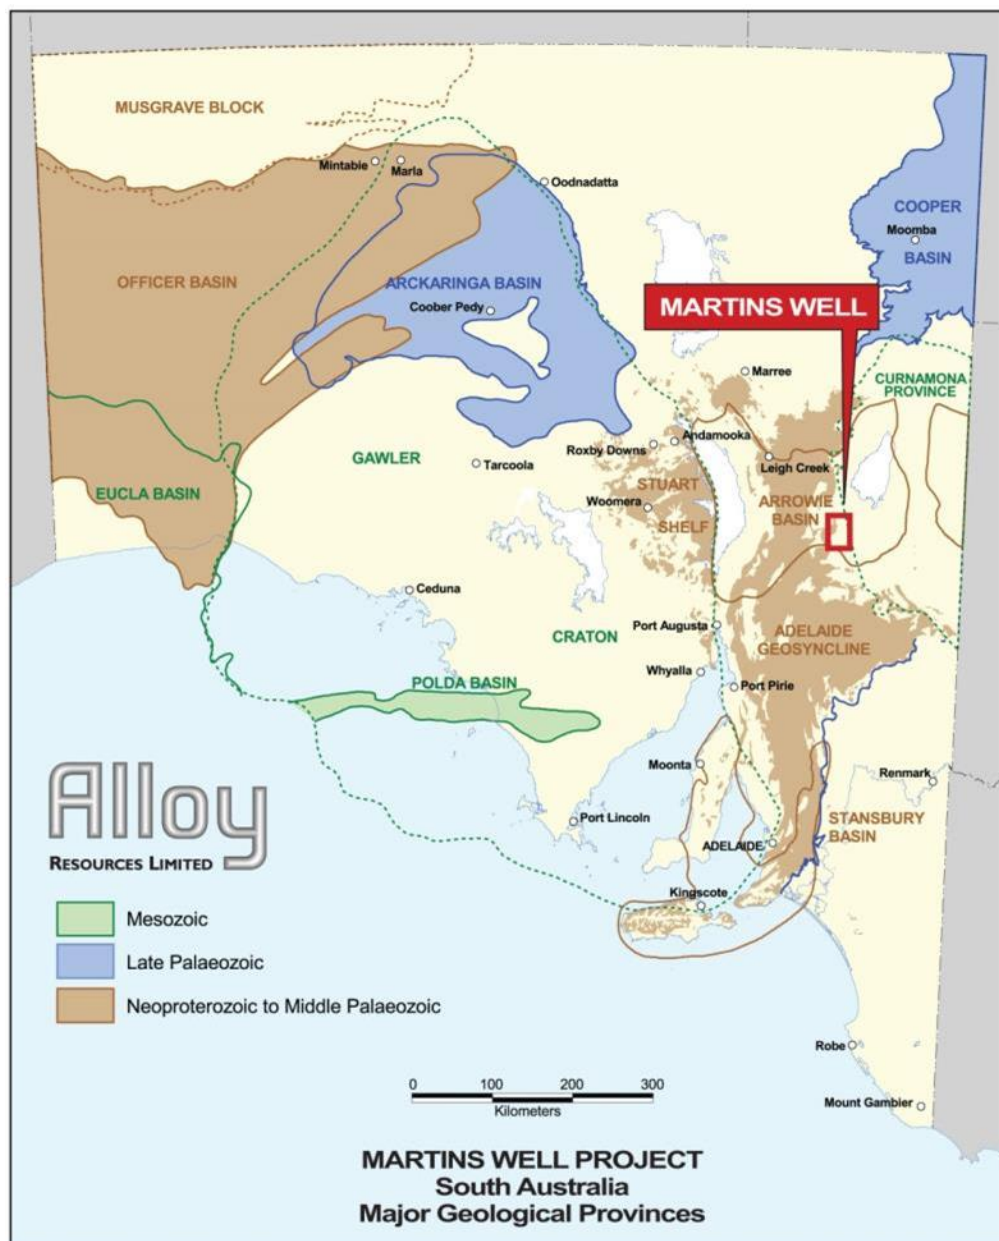 MUSGRAVE BLOCK
Mintabie
Marla
Oodnadatta
COOPER
Moomba
BASIN
OFFICER BASIN
ARCKARINGA BASIN
Coober Pedy
MARTINS WELL
Marree
CURNAMONA
PROVINCE
Andamooka
Roxby Downs
Leigh Creek
GAWLER
Tarcoola
STUART
ARROWIE
BASIN
EUCLA BASIN
Woomera
SHELF
Ceduna
CRATON
Port Augusta
ADELAIDE
GEOSYNCLINE
Whyalla
POLDA BASIN
Port Pirie
Moonta
Renmark
Alloy
RESOURCES LIMITED
Port Lincoln
STANSBURY
BASIN
ADELAIDE
Kingscote
Mesozoic
Late Palaeozoic
Neoproterozoic to Middle Palaeozoic
Robe
0 100 200 300
Kilometers
Mount Gambier
MARTINS WELL PROJECT
South Australia
Major Geological Provinces